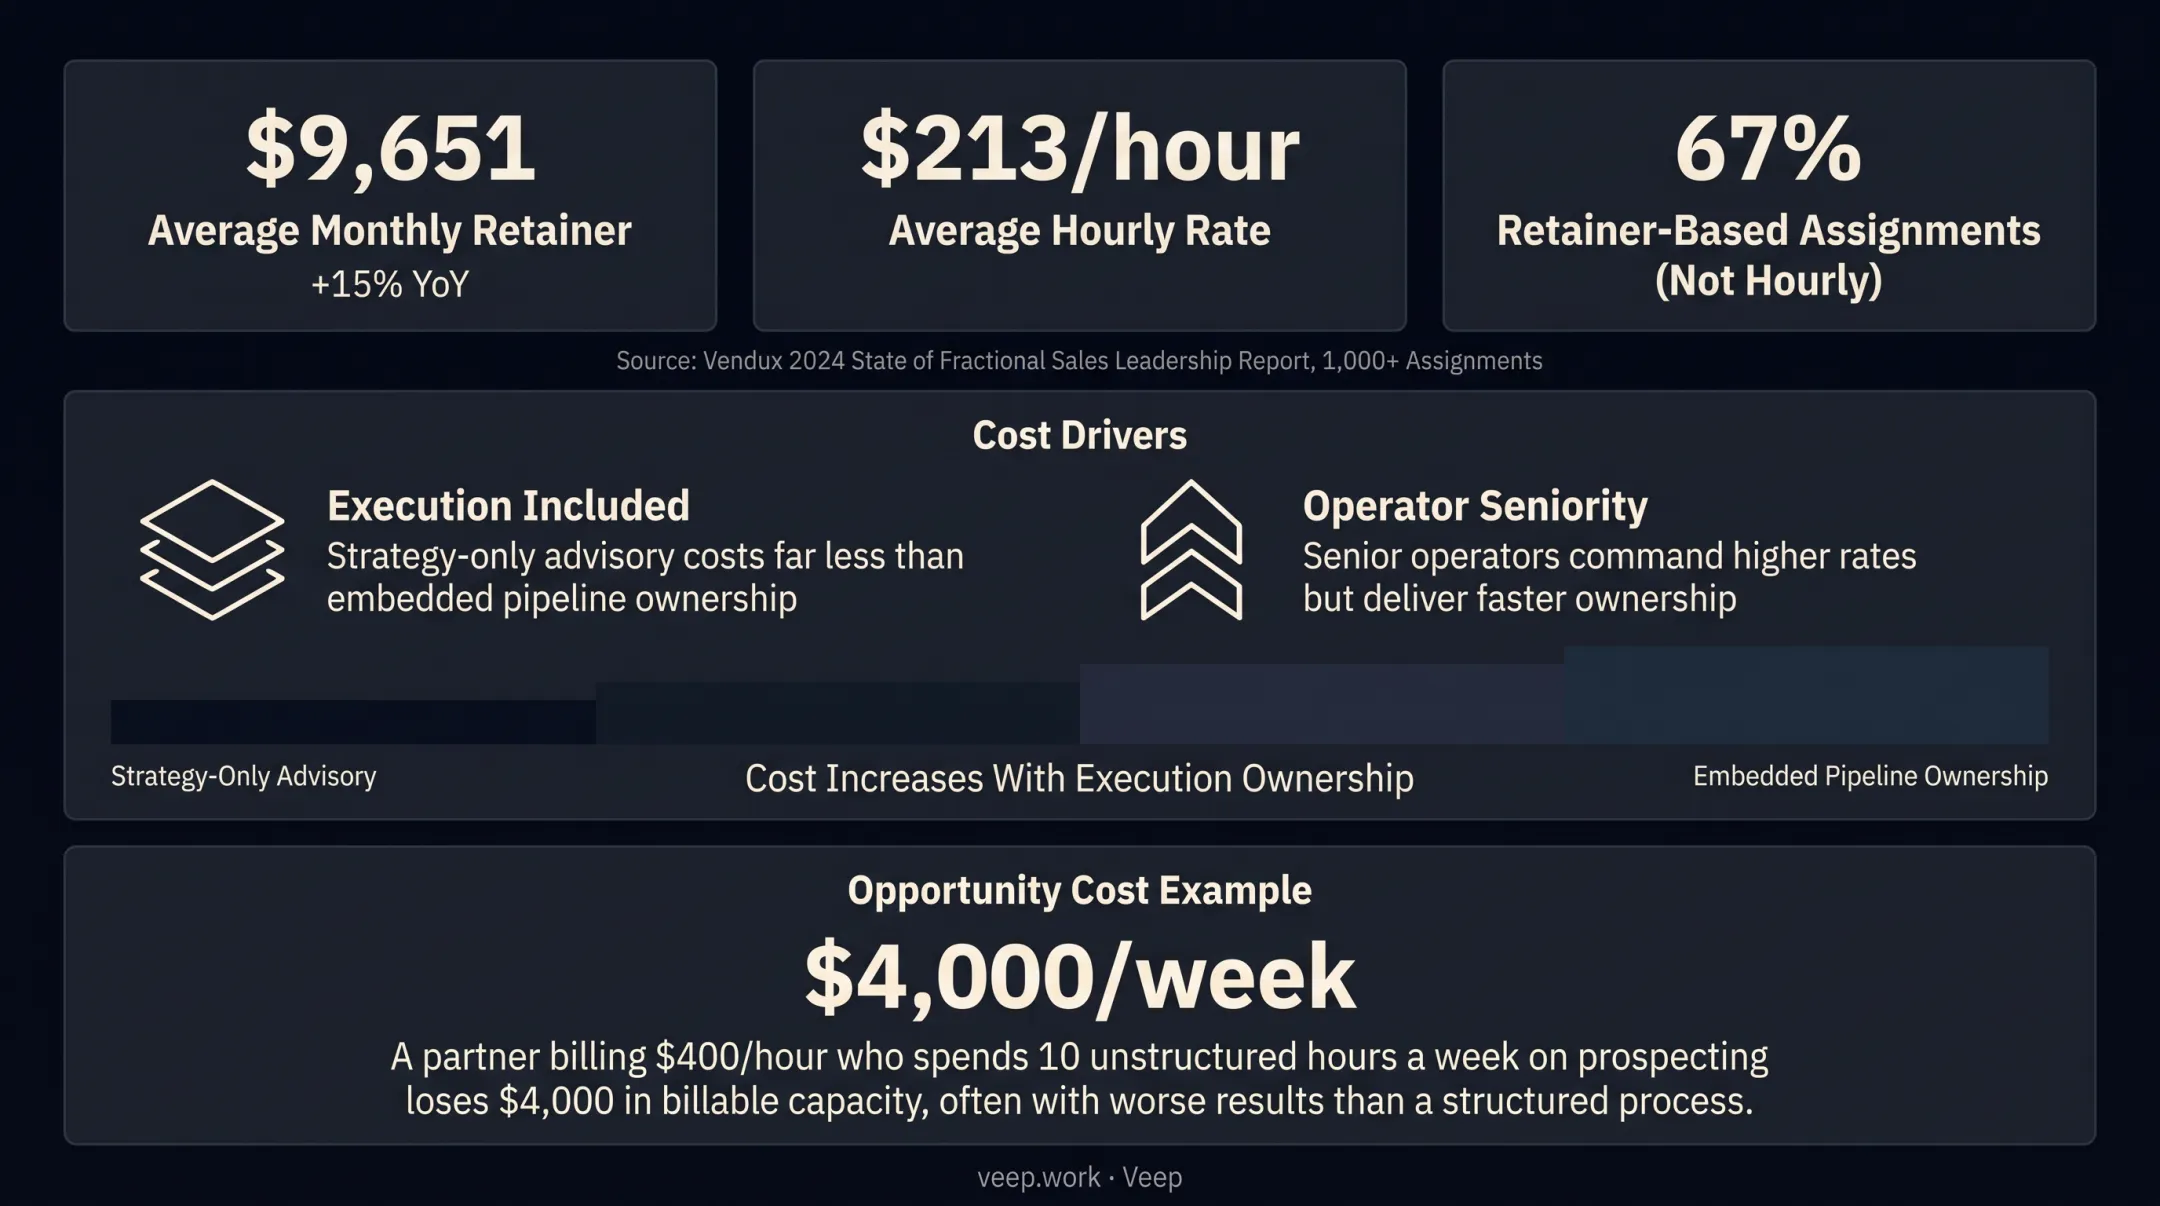 $9,651
Average Monthly Retainer
+15% YoY
$213/hour
Average Hourly Rate
67%
Retainer-Based Assignments
(Not Hourly)
Source: Vendux 2024 State of Fractional Sales Leadership Report, 1,000+ Assignments
Cost Drivers
Execution Included
Strategy-only advisory costs far less than
embedded pipeline ownership
Operator Seniority
Senior operators command higher rates
but deliver faster ownership
Strategy-Only Advisory
Cost Increases With Execution Ownership
Embedded Pipeline Ownership
Opportunity Cost Example
$4,000/week
A partner billing $400/hour who spends 10 unstructured hours a week on prospecting
loses $4,000 in billable capacity, often with worse results than a structured process.
veep.work · Veep